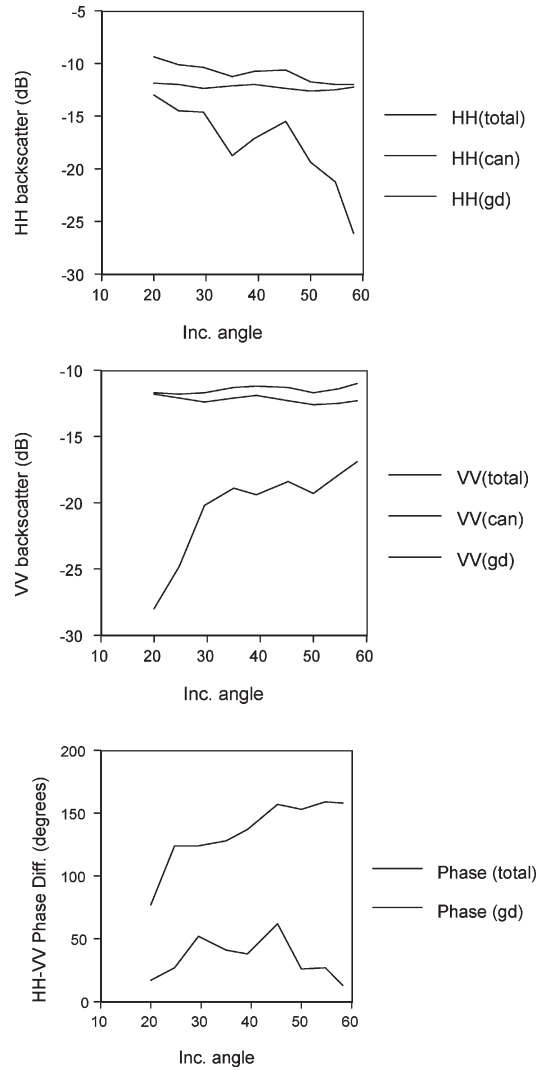 -5
-10
-15
-20
-25
-30
10 20 30 40 50 60
HH backscatter (dB)
Inc. angle
HH(total)
HH(can)
HH(gd)
-10
-15
-20
-25
-30
10 20 30 40 50 60
VV backscatter (dB)
Inc. angle
VV(total)
VV(can)
VV(gd)
200
150
100
50
0
10 20 30 40 50 60
HH-VV Phase Diff. (degrees)
Inc. angle
Phase (total)
Phase (gd)